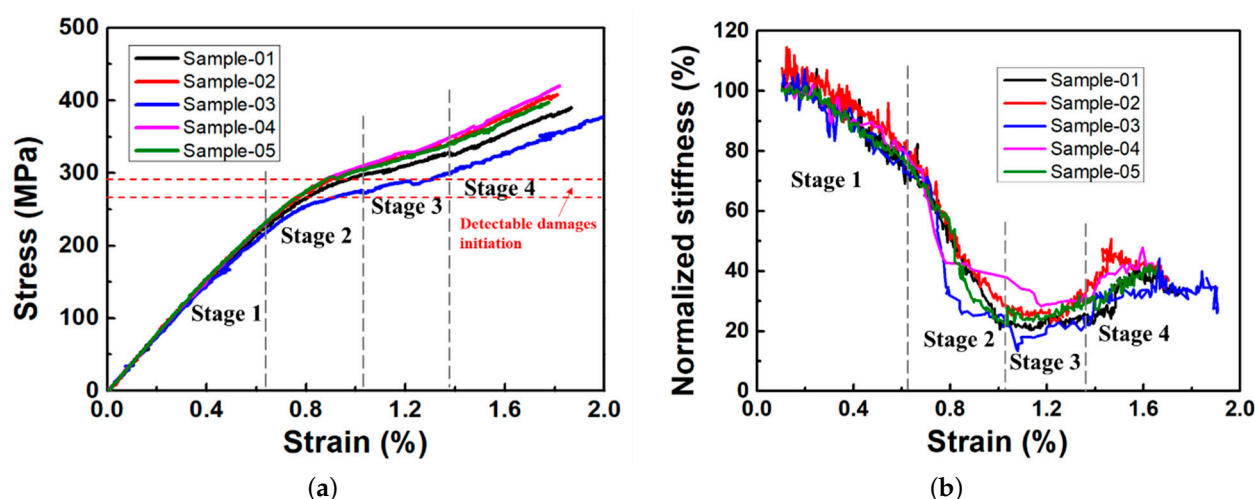 Stress (MPa)
400
300
200
100
0
Sample-01
Sample-02
Sample-03
Sample-04
Sample-05
Stage 1
Stage 2
Stage 3
Stage 4
Detectable damages
initiation
0.0 0.4 0.8 1.2 1.6 2.0
Strain (%)
(a)
Normalized stiffness (%)
120
100
80
60
40
20
0
Sample-01
Sample-02
Sample-03
Sample-04
Sample-05
Stage 1
Stage 2
Stage 3
Stage 4
0.0 0.4 0.8 1.2 1.6 2.0
Strain (%)
(b)